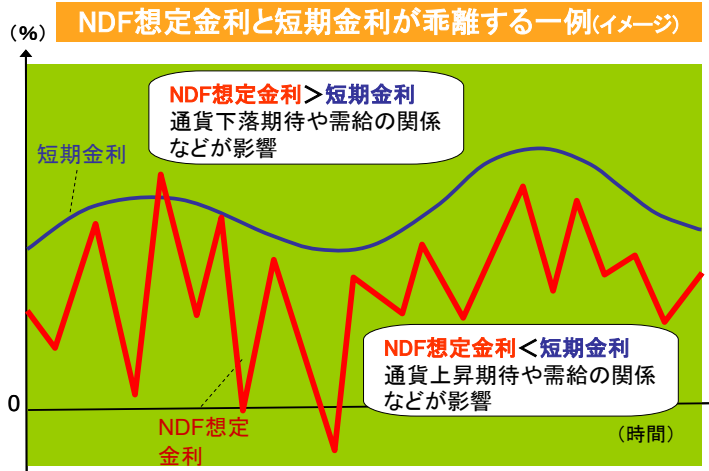 NDF想定金利と短期金利が乖離する一例(イメージ)
(%)
NDF想定金利＞短期金利
通貨下落期待や需給の関係
などが影響
短期金利
NDF想定金利＜短期金利
通貨上昇期待や需給の関係
などが影響
0
NDF想定
金利
(時間)